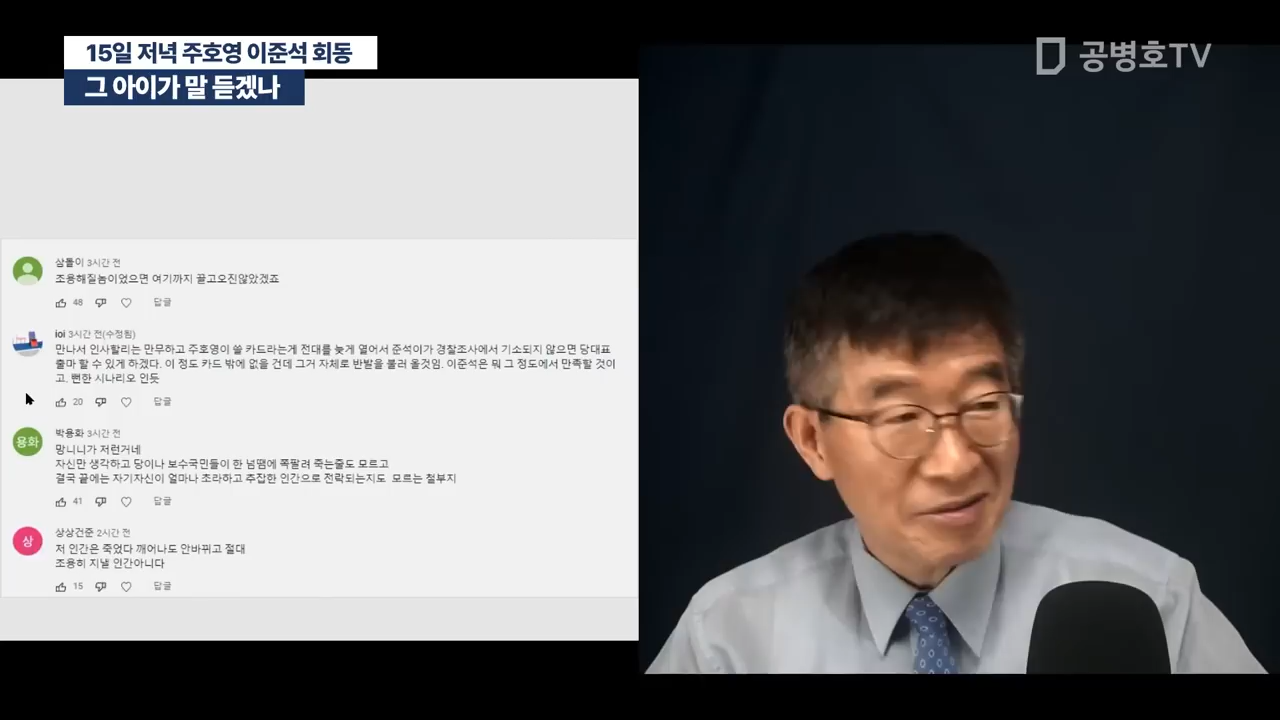 15일 저녁 주호영 이준석 회동
그 아이가 말 듣겠나
공병호TV
삼돌이 3시간 전
조용해질놈이었으면 여기까지 끌고오진않았겠죠
48 답글
ioi 3시간 전(수정됨)
만나서 인사할리는 만무하고 주호영이 쓸 카드라는게 전대를 늦게 열어서 준석이가 경찰조사에서 기소되지 않으면 당대표
출마 할 수 있게 하겠다. 이 정도 카드 밖에 없을 건데 그거 자체로 반발을 불러 올것임. 이준석은 뭐 그 정도에서 만족할 것이
고. 뻔한 시나리오 인듯
20 답글
용화
박용화 3시간 전
망니니가 저런거네
자신만 생각하고 당이나 보수국민들이 한 넘땜에 쪽팔려 죽는줄도 모르고
결국 끝에는 자기자신이 얼마나 초라하고 추잡한 인간으로 전락되는지도 모르는 철부지
41 답글
상
상상건준 2시간 전
저 인간은 죽었다 깨어나도 안바뀌고 절대
조용히 지낼 인간아니다
15 답글